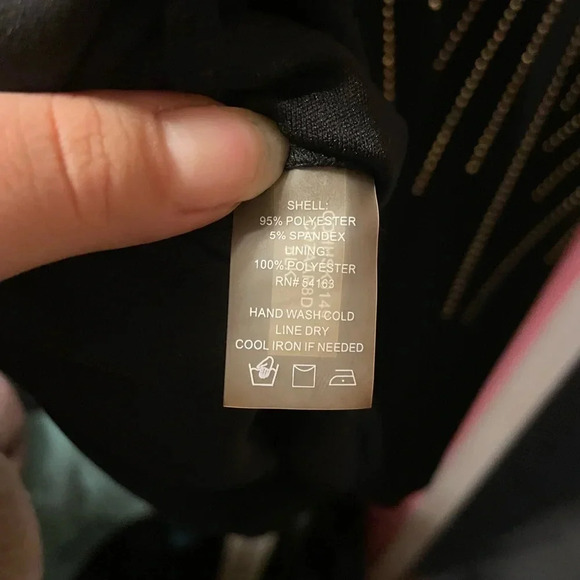 SHELL:
95% POLYESTER
5% SPANDEX
LINING:
100% POLYESTER
RN# 54163
HAND WASH COLD
LINE DRY
COOL IRON IF NEEDED